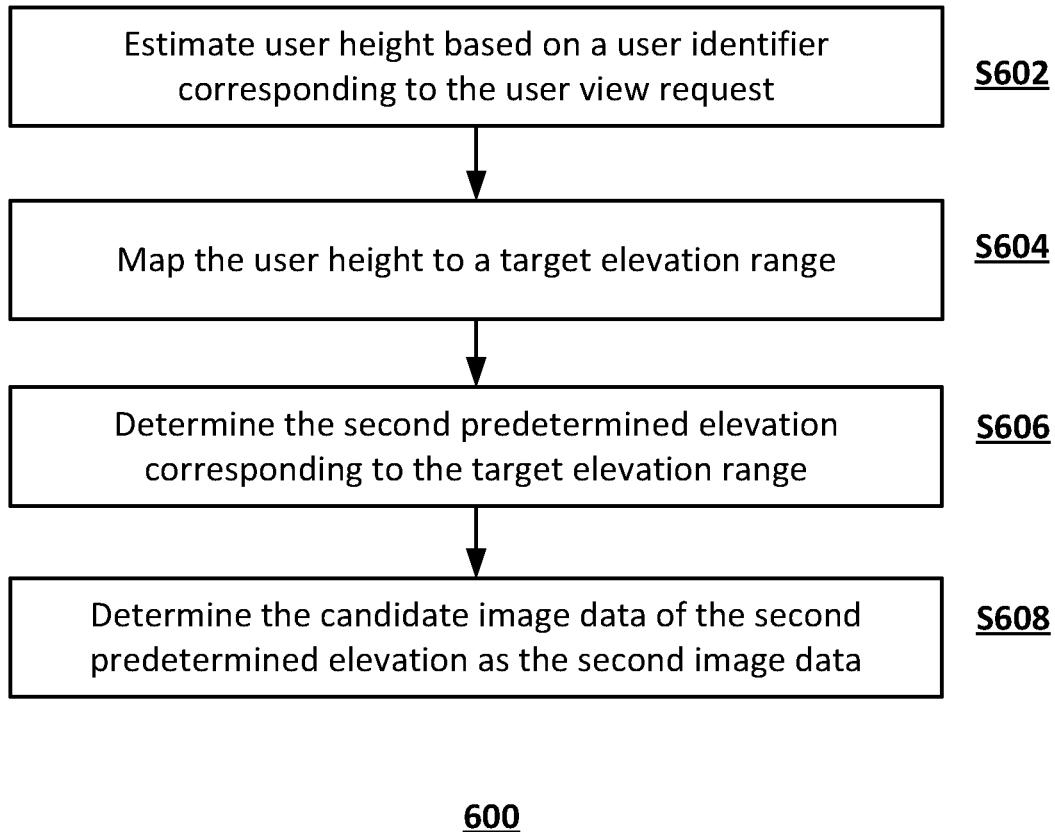 Estimate user height based on a user identifier
corresponding to the user view request
S602
Map the user height to a target elevation range
S604
Determine the second predetermined elevation
corresponding to the target elevation range
S606
Determine the candidate image data of the second
predetermined elevation as the second image data
S608
600